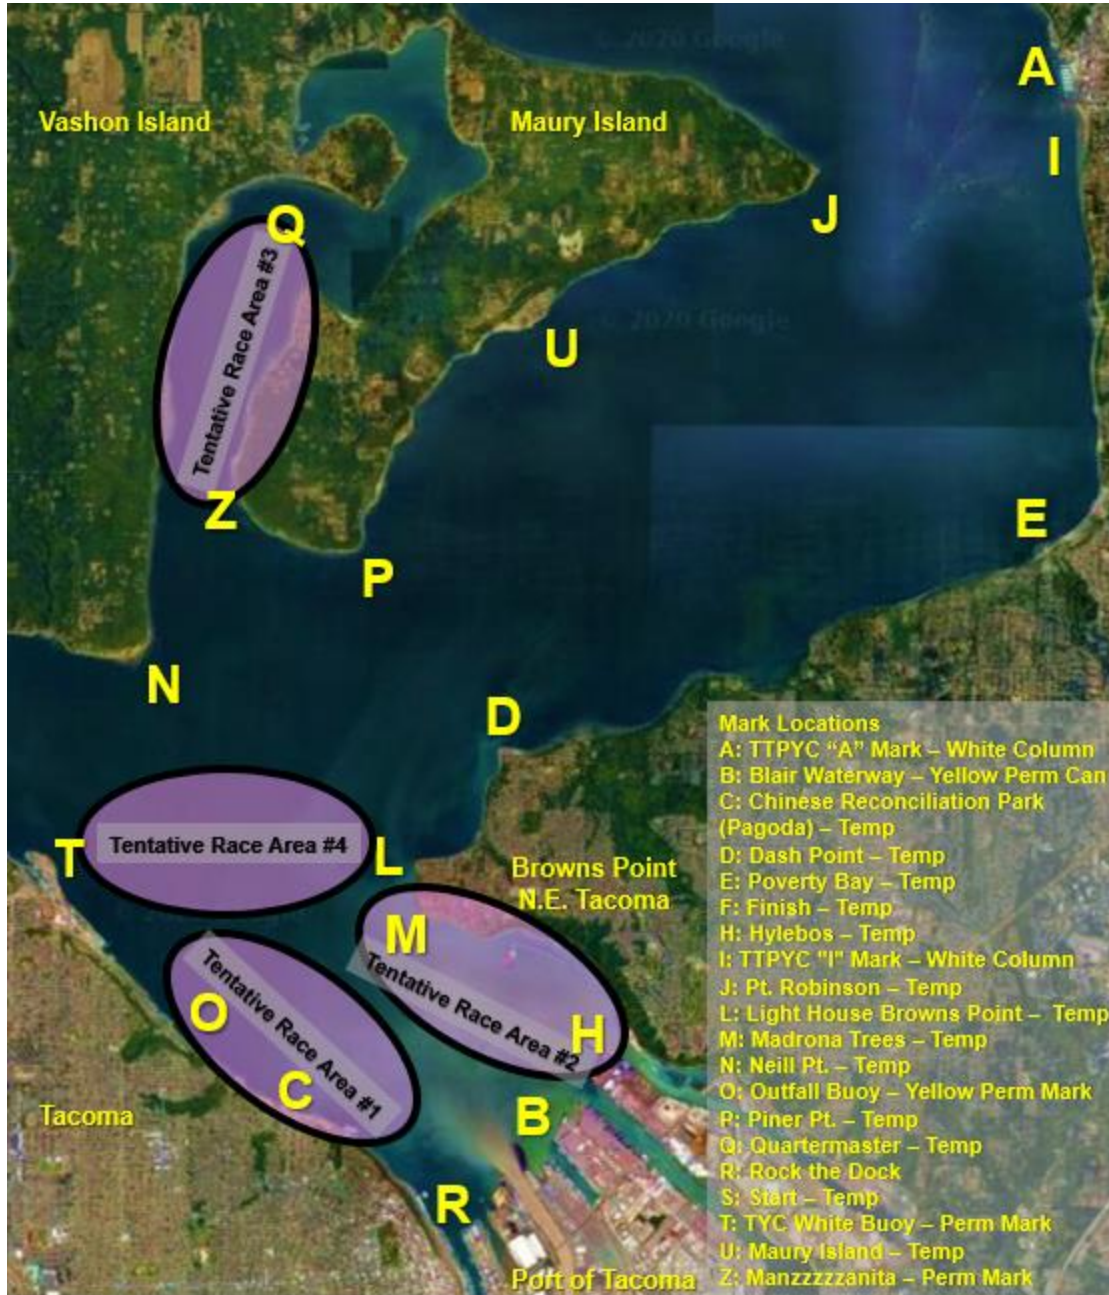 © 2020 Google
A
Vashon Island
Maury Island
I
J
Q
Tentative Race Area #3
© 2020 Google
U
Z
E
P
N
D
Tentative Race Area #4
T
L
Browns Point
N.E. Tacoma
M
Tentative Race Area #2
H
O
Tentative Race Area #1
C
B
Tacoma
R
Port of Tacoma
Mark Locations
A: TTPYC “A” Mark – White Column
B: Blair Waterway – Yellow Perm Can
C: Chinese Reconciliation Park
(Pagoda) – Temp
D: Dash Point – Temp
E: Poverty Bay – Temp
F: Finish – Temp
H: Hylebos – Temp
I: TTPYC "I" Mark – White Column
J: Pt. Robinson – Temp
L: Light House Browns Point – Temp
M: Madrona Trees – Temp
N: Neill Pt. – Temp
O: Outfall Buoy – Yellow Perm Mark
R: Piner Pt. – Temp
Q: Quartermaster – Temp
R: Rock the Dock
S: Start – Temp
T: TYC White Buoy – Perm Mark
U: Maury Island – Temp
Z: Manzzzzzanita – Perm Mark